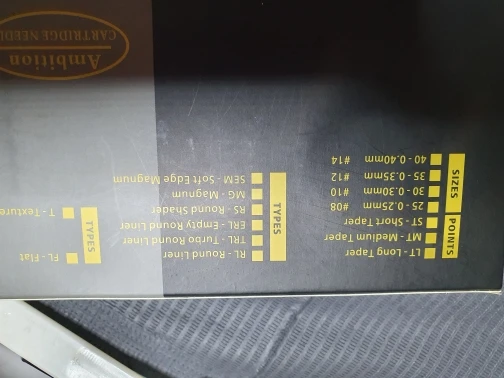 POINTS
LT - Long Taper
MT - Medium Taper
ST - Short Taper
SIZES
25 - 0.25mm #08
30 - 0.30mm #10
35 - 0.35mm #12
40 - 0.40mm #14
TYPES
RL - Round Liner
TRL - Turbo Round Liner
ERL - Empty Round Liner
RS - Round Shader
MG - Magnum
SEM - Soft Edge Magnum
TYPES
FL - Flat
T - Texture
Ambition
CARTRIDGE NEEDL